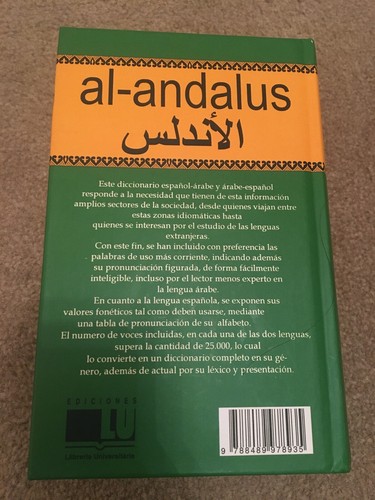 al-andalus
الأندلس
Este diccionario español-árabe y árabe-español
responde a la necesidad que tienen de esta información
amplios sectores de la sociedad, desde quienes viajan entre
estas zonas idiomáticas hasta
quienes se interesan por el estudio de las lenguas
extranjeras.
Con este fin, se han incluido con preferencia las
palabras de uso más corriente, indicando además
su pronunciación figurada, de forma fácilmente
inteligible, incluso por el lector menos experto en
la lengua árabe.
En cuanto a la lengua española, se exponen sus
valores fonéticos tal como deben usarse, mediante
una tabla de pronunciación de su alfabeto.
El numero de voces incluidas, en cada una de las dos lenguas,
supera la cantidad de 25.000, lo cual
lo convierte en un diccionario completo en su gé-
nero, además de actual por su léxico y presentación.
EDICIONES
LU
Librería Universitaria
9 788489 978935